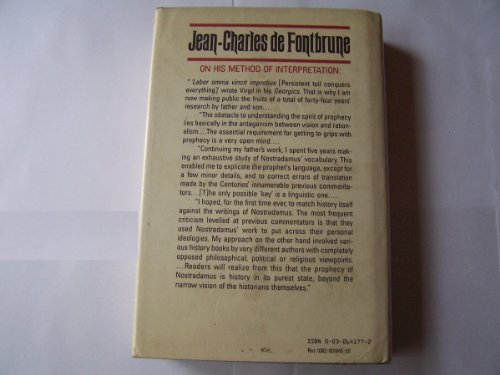 Jean-Charles de Fontbrune
ON HIS METHOD OF INTERPRETATION:
"'Labor omnia vincit improbus [Persistent toil conquers
everything]' wrote Virgil in his Georgics. That is why I am
now making public the fruits of a total of forty-four years'
research by father and son....
"The obstacle to understanding the spirit of prophecy
lies basically in the antagonism between vision and ration-
alism....The essential requirement for getting to grips with
prophecy is a very open mind....
"Continuing my father's work, I spent five years mak-
ing an exhaustive study of Nostradamus' vocabulary. This
enabled me to explicate the prophet's language, except for
a few minor details, and to correct errors of translation
made by the Centuries' innumerable previous commenta-
tors....[T]he only possible 'key' is a linguistic one....
"I hoped, for the first time ever, to match history itself
against the writings of Nostradamus. The most frequent
criticism levelled at previous commentators is that they
used Nostradamus' work to put across their personal
ideologies. My approach on the other hand involved vari-
ous history books by very different authors with completely
opposed philosophical, political or religious viewpoints.
...Readers will realize from this that the prophecy of
Nostradamus is history in its purest state, beyond the
narrow vision of the historians themselves."
ISBN 0-03-064177-2